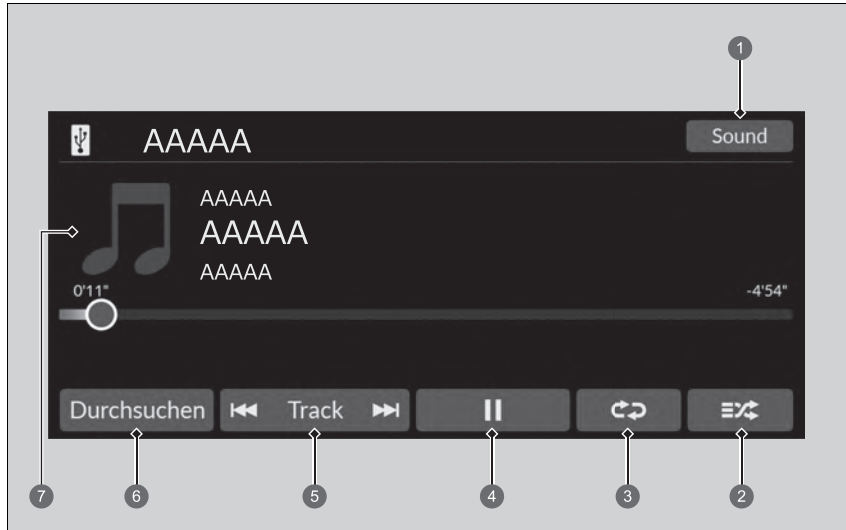 1
AAAAA
Sound
AAAAA
AAAAA
AAAAA
0'11"
-4'54"
Durchsuchen
Track
7
6
5
4
3
2